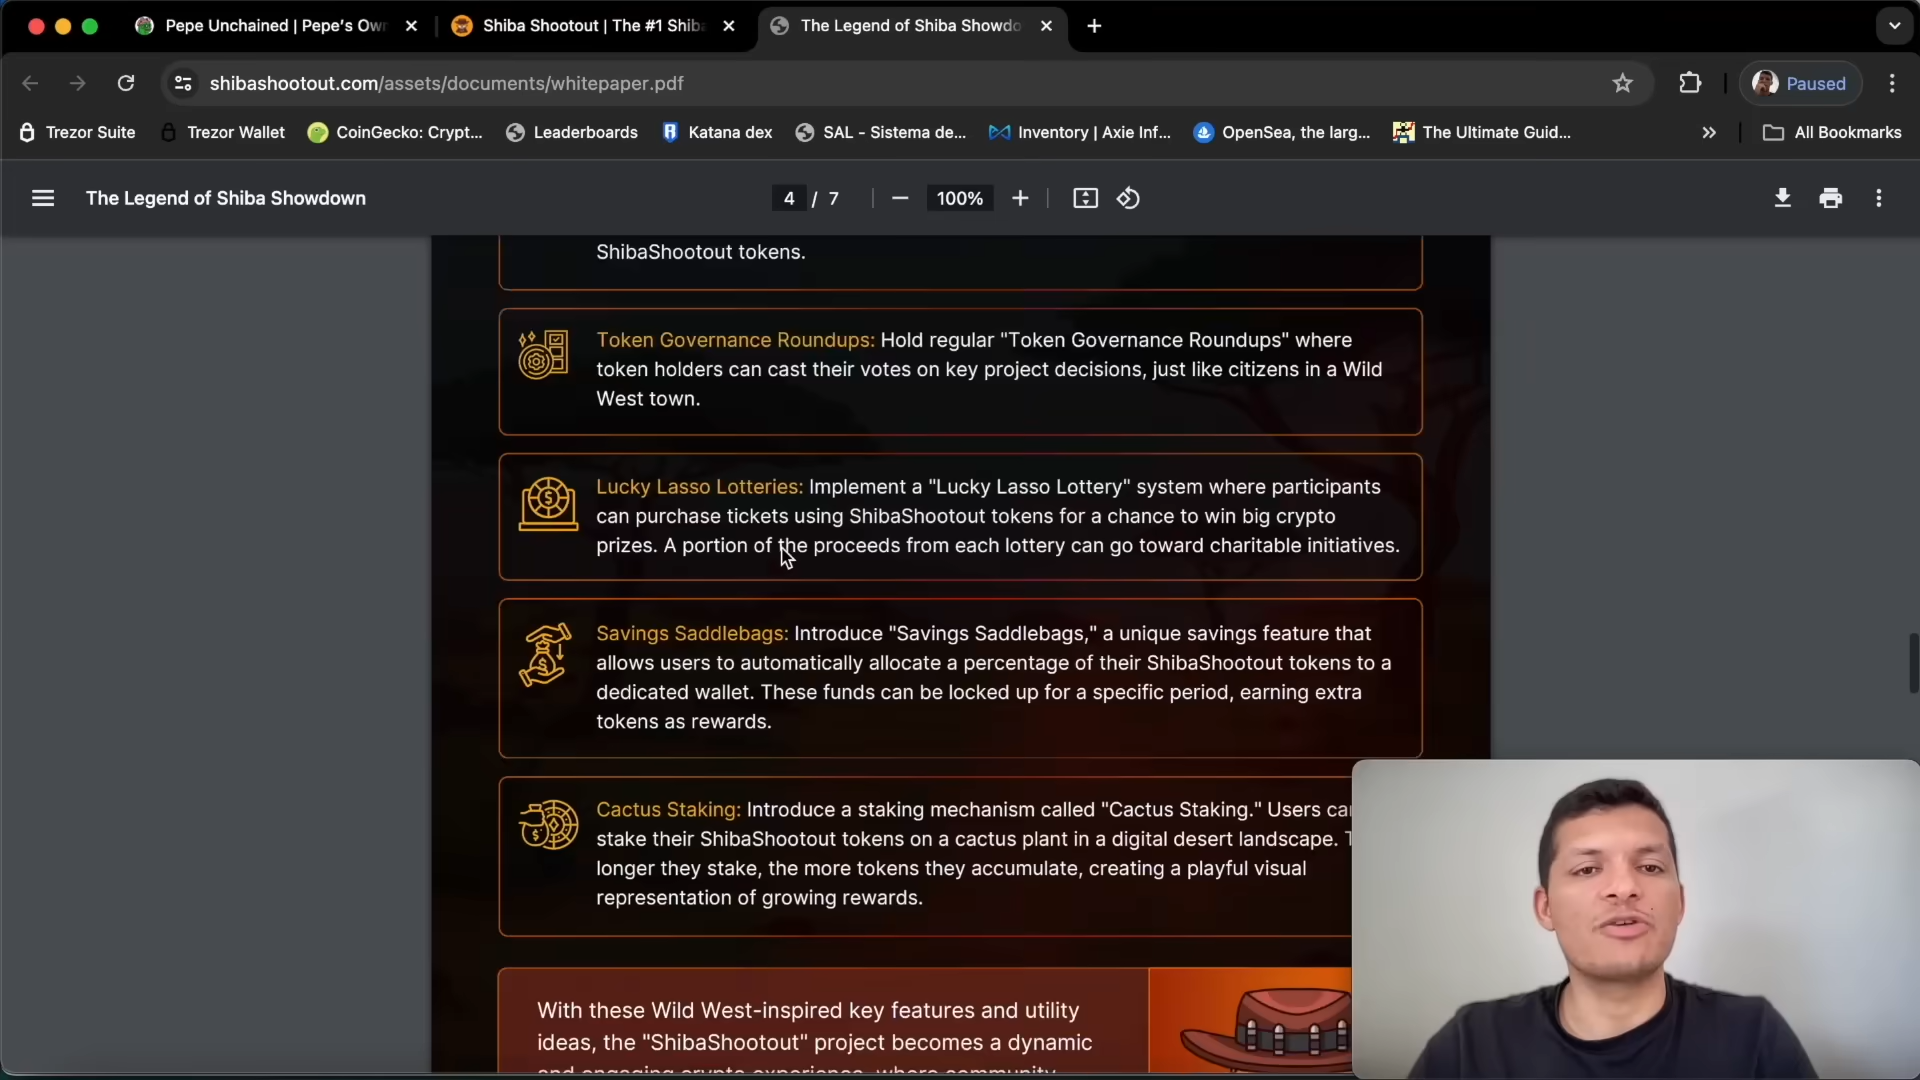 Pepe Unchained | Pepe's Ow
Shiba Shootout | The #1 Shib
The Legend of Shiba Showdo
shibashootout.com/assets/documents/whitepaper.pdf
Paused
Trezor Suite
Trezor Wallet
CoinGecko: Crypt...
Leaderboards
Katana dex
SAL - Sistema de...
Inventory | Axie Inf...
OpenSea, the larg...
The Ultimate Guid...
All Bookmarks
The Legend of Shiba Showdown
4 / 7
100%
ShibaShootout tokens.
Token Governance Roundups: Hold regular "Token Governance Roundups" where
token holders can cast their votes on key project decisions, just like citizens in a Wild
West town.
Lucky Lasso Lotteries: Implement a "Lucky Lasso Lottery" system where participants
can purchase tickets using ShibaShootout tokens for a chance to win big crypto
prizes. A portion of the proceeds from each lottery can go toward charitable initiatives.
Savings Saddlebags: Introduce "Savings Saddlebags," a unique savings feature that
allows users to automatically allocate a percentage of their ShibaShootout tokens to a
dedicated wallet. These funds can be locked up for a specific period, earning extra
tokens as rewards.
Cactus Staking: Introduce a staking mechanism called "Cactus Staking." Users ca
stake their ShibaShootout tokens on a cactus plant in a digital desert landscape. T
longer they stake, the more tokens they accumulate, creating a playful visual
representation of growing rewards.
With these Wild West-inspired key features and utility
ideas, the "ShibaShootout" project becomes a dynamic
and engaging crypto experience, where community